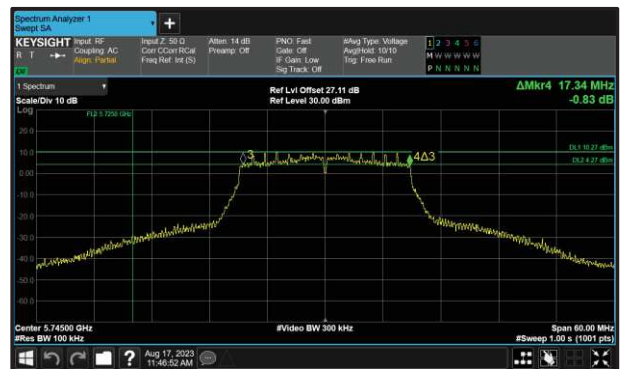 Spectrum Analyzer 1
Swept SA
+
KEYSIGHT Input: RF
R T Coupling: AC
Align: Partial
Input Z: 50 Ω
Corr CCorr RCal
Freq Ref: Int (S)
Atten: 14 dB
Preamp: Off
PNO: Fast
Gate: Off
IF Gain: Low
Sig Track: Off
#Avg Type: Voltage
Avg|Hold: 10/10
Trig: Free Run
1 2 3 4 5 6
M W W W W W
P N N N N N
1 Spectrum
Scale/Div 10 dB
Log
Ref Lvl Offset 27.11 dB
Ref Level 30.00 dBm
ΔMkr4 17.34 MHz
-0.83 dB
FL2 5.7250 GHz
20.0
10.0
0.00
-10.0
-20.0
-30.0
-40.0
-50.0
-60.0
3
4Δ3
DL1 10.27 dBm
DL2 4.27 dBm
Center 5.74500 GHz
#Res BW 100 kHz
#Video BW 300 kHz
Span 60.00 MHz
#Sweep 1.00 s (1001 pts)
?
Aug 17, 2023
11:46:52 AM